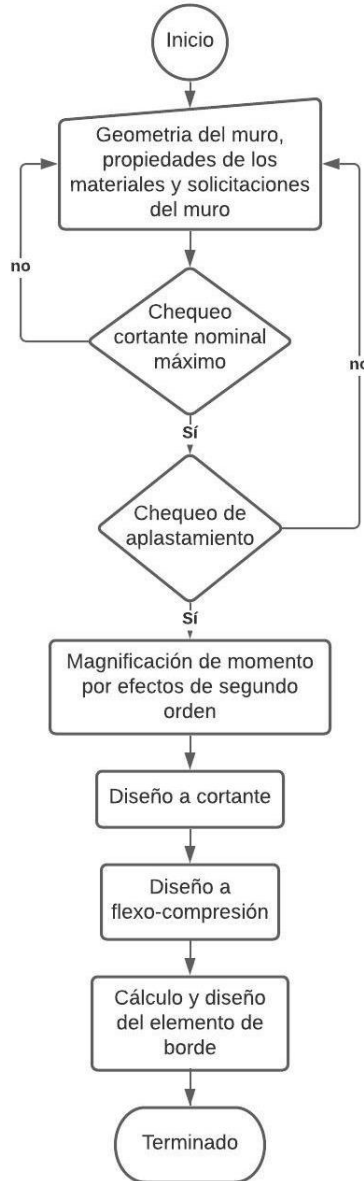 Inicio
Geometria del muro,
propiedades de los
materiales y solicitaciones
del muro
no
Chequeo
cortante nominal
máximo
no
Sí
Chequeo de
aplastamiento
Sí
Magnificación de momento
por efectos de segundo
orden
Diseño a cortante
Diseño a
flexo-compresión
Cálculo y diseño
del elemento de
borde
Terminado